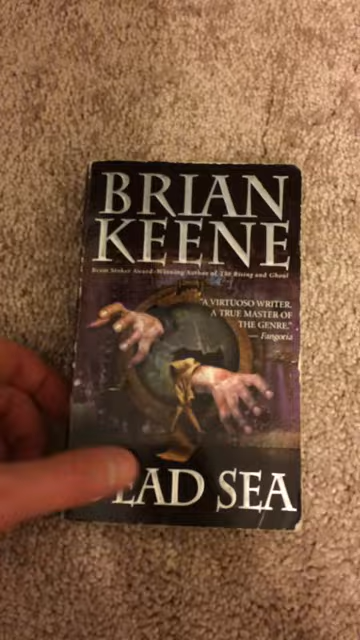 BRIAN
KEENE
Bram Stoker Award-Winning Author of The Rising and Ghoul
"A VIRTUOSO WRITER.
A TRUE MASTER OF
THE GENRE."
— Fangoria
EAD SEA